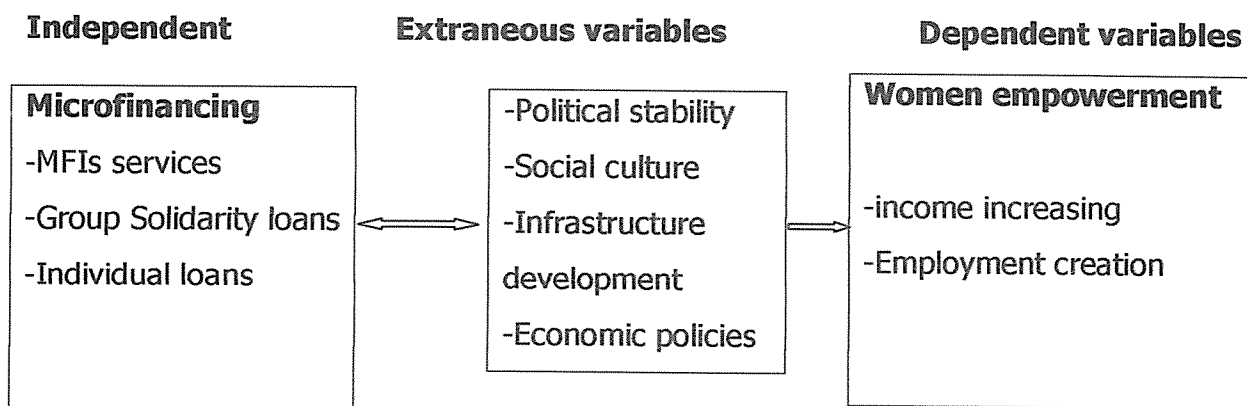 Independent
Extraneous variables
Dependent variables
Microfinancing
-MFIs services
-Group Solidarity loans
-Individual loans
-Political stability
-Social culture
-Infrastructure
development
-Economic policies
Women empowerment
-income increasing
-Employment creation